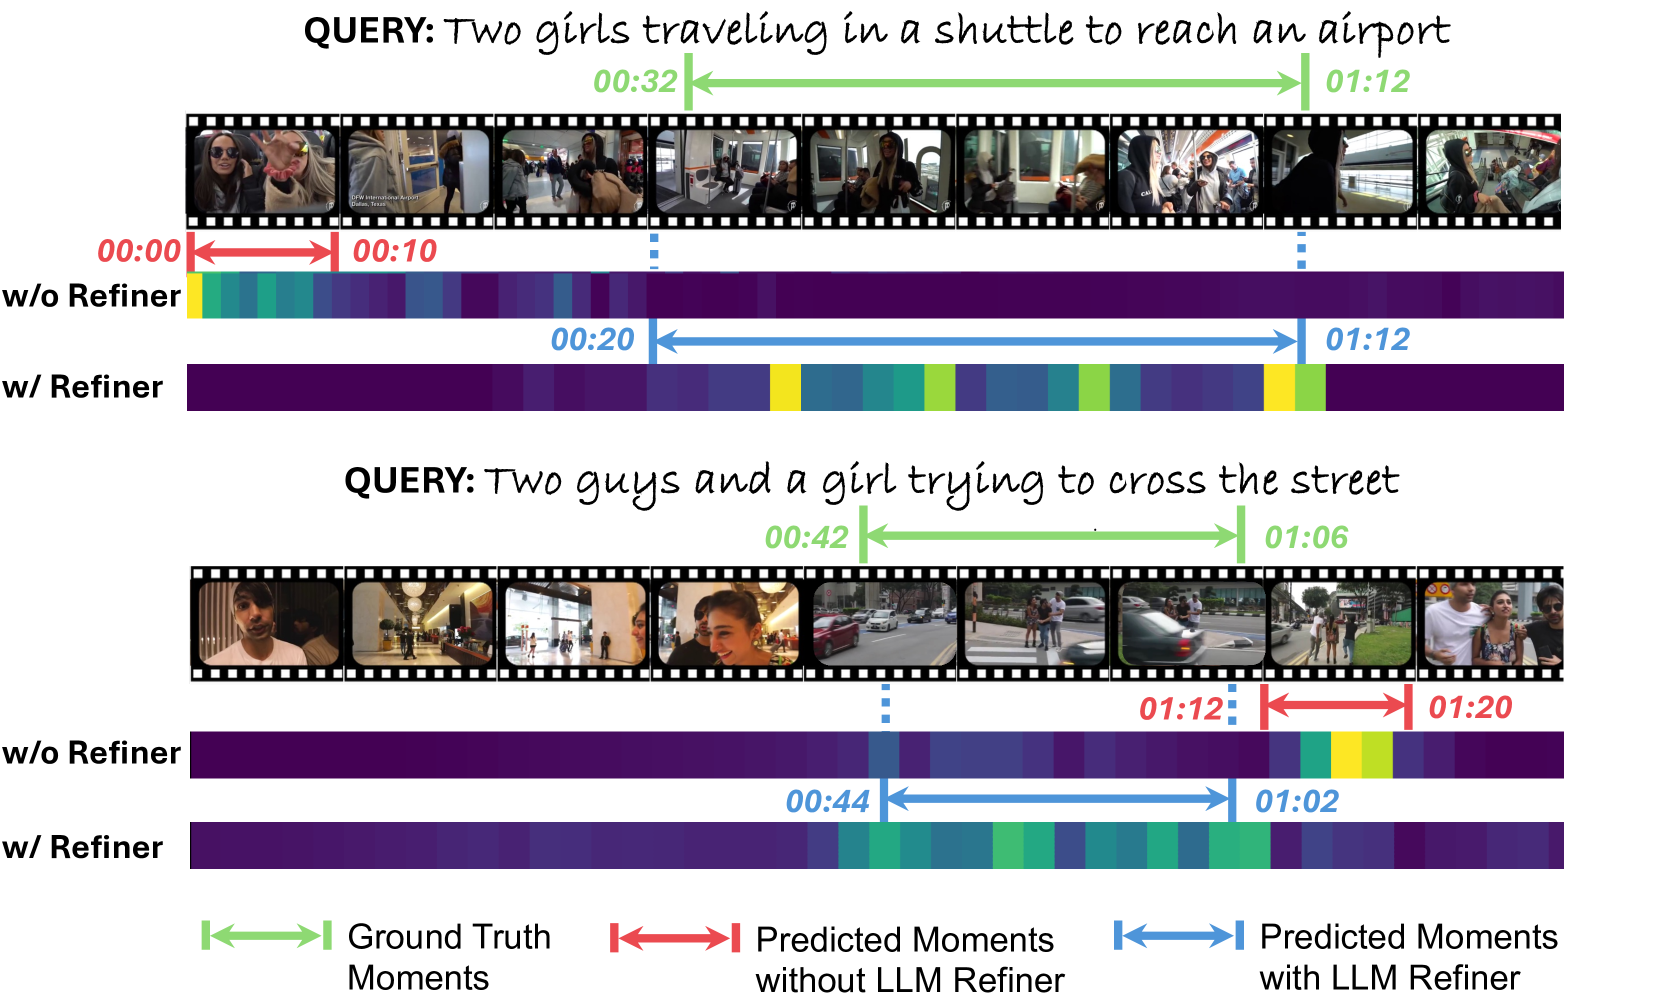 QUERY: Two girls traveling in a shuttle to reach an airport
00:32 01:12
DFW International Airport
Dallas, Texas
00:00 00:10
w/o Refiner
00:20 01:12
w/ Refiner
QUERY: Two guys and a girl trying to cross the street
00:42 01:06
01:12 01:20
w/o Refiner
00:44 01:02
w/ Refiner
Ground Truth
Moments
Predicted Moments
without LLM Refiner
Predicted Moments
with LLM Refiner